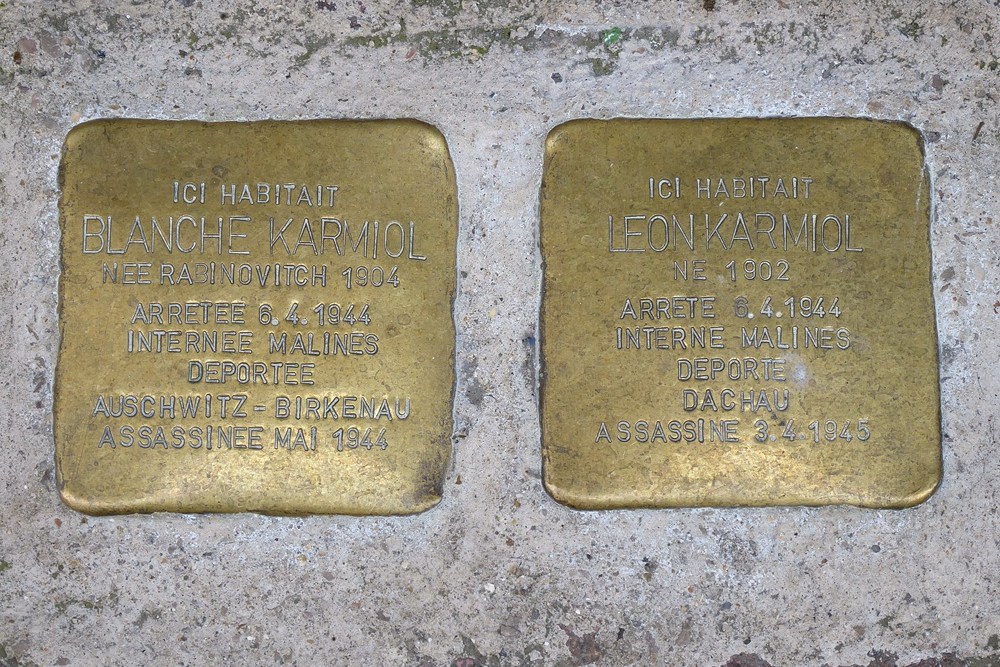 ICI HABITAIT
BLANCHE KARMIOL
NEE RABINOVITCH 1904
ARRETEE 6.4.1944
INTERNEE MALINES
DEPORTEE
AUSCHWITZ-BIRKENAU
ASSASSINEE MAI 1944
ICI HABITAIT
LEON KARMIOL
NE 1902
ARRETE 6.4.1944
INTERNE MALINES
DEPORTE
DACHAU
ASSASSINE 3.4.1945